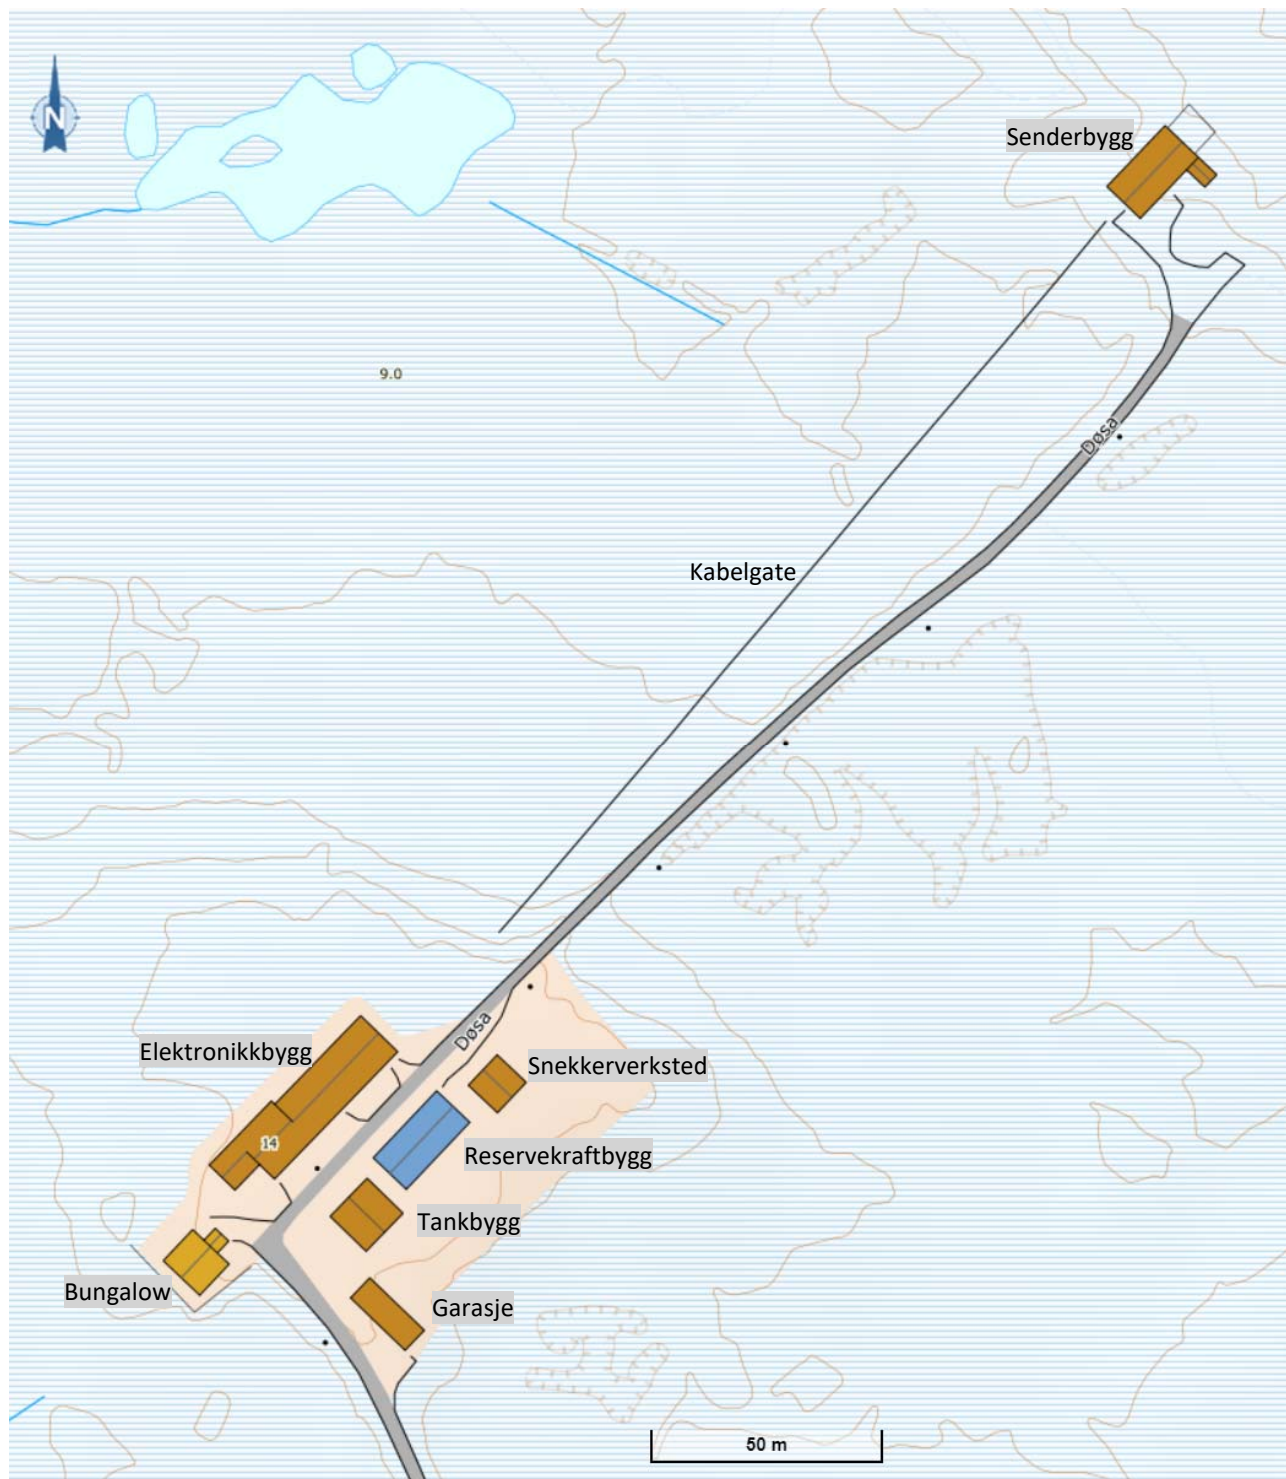 N
Senderbygg
9.0
Døsa
Kabelgate
Døsa
Elektronikkbygg
Snekkerverksted
14
Reservekraftbygg
Tankbygg
Bungalow
Garasje
50 m